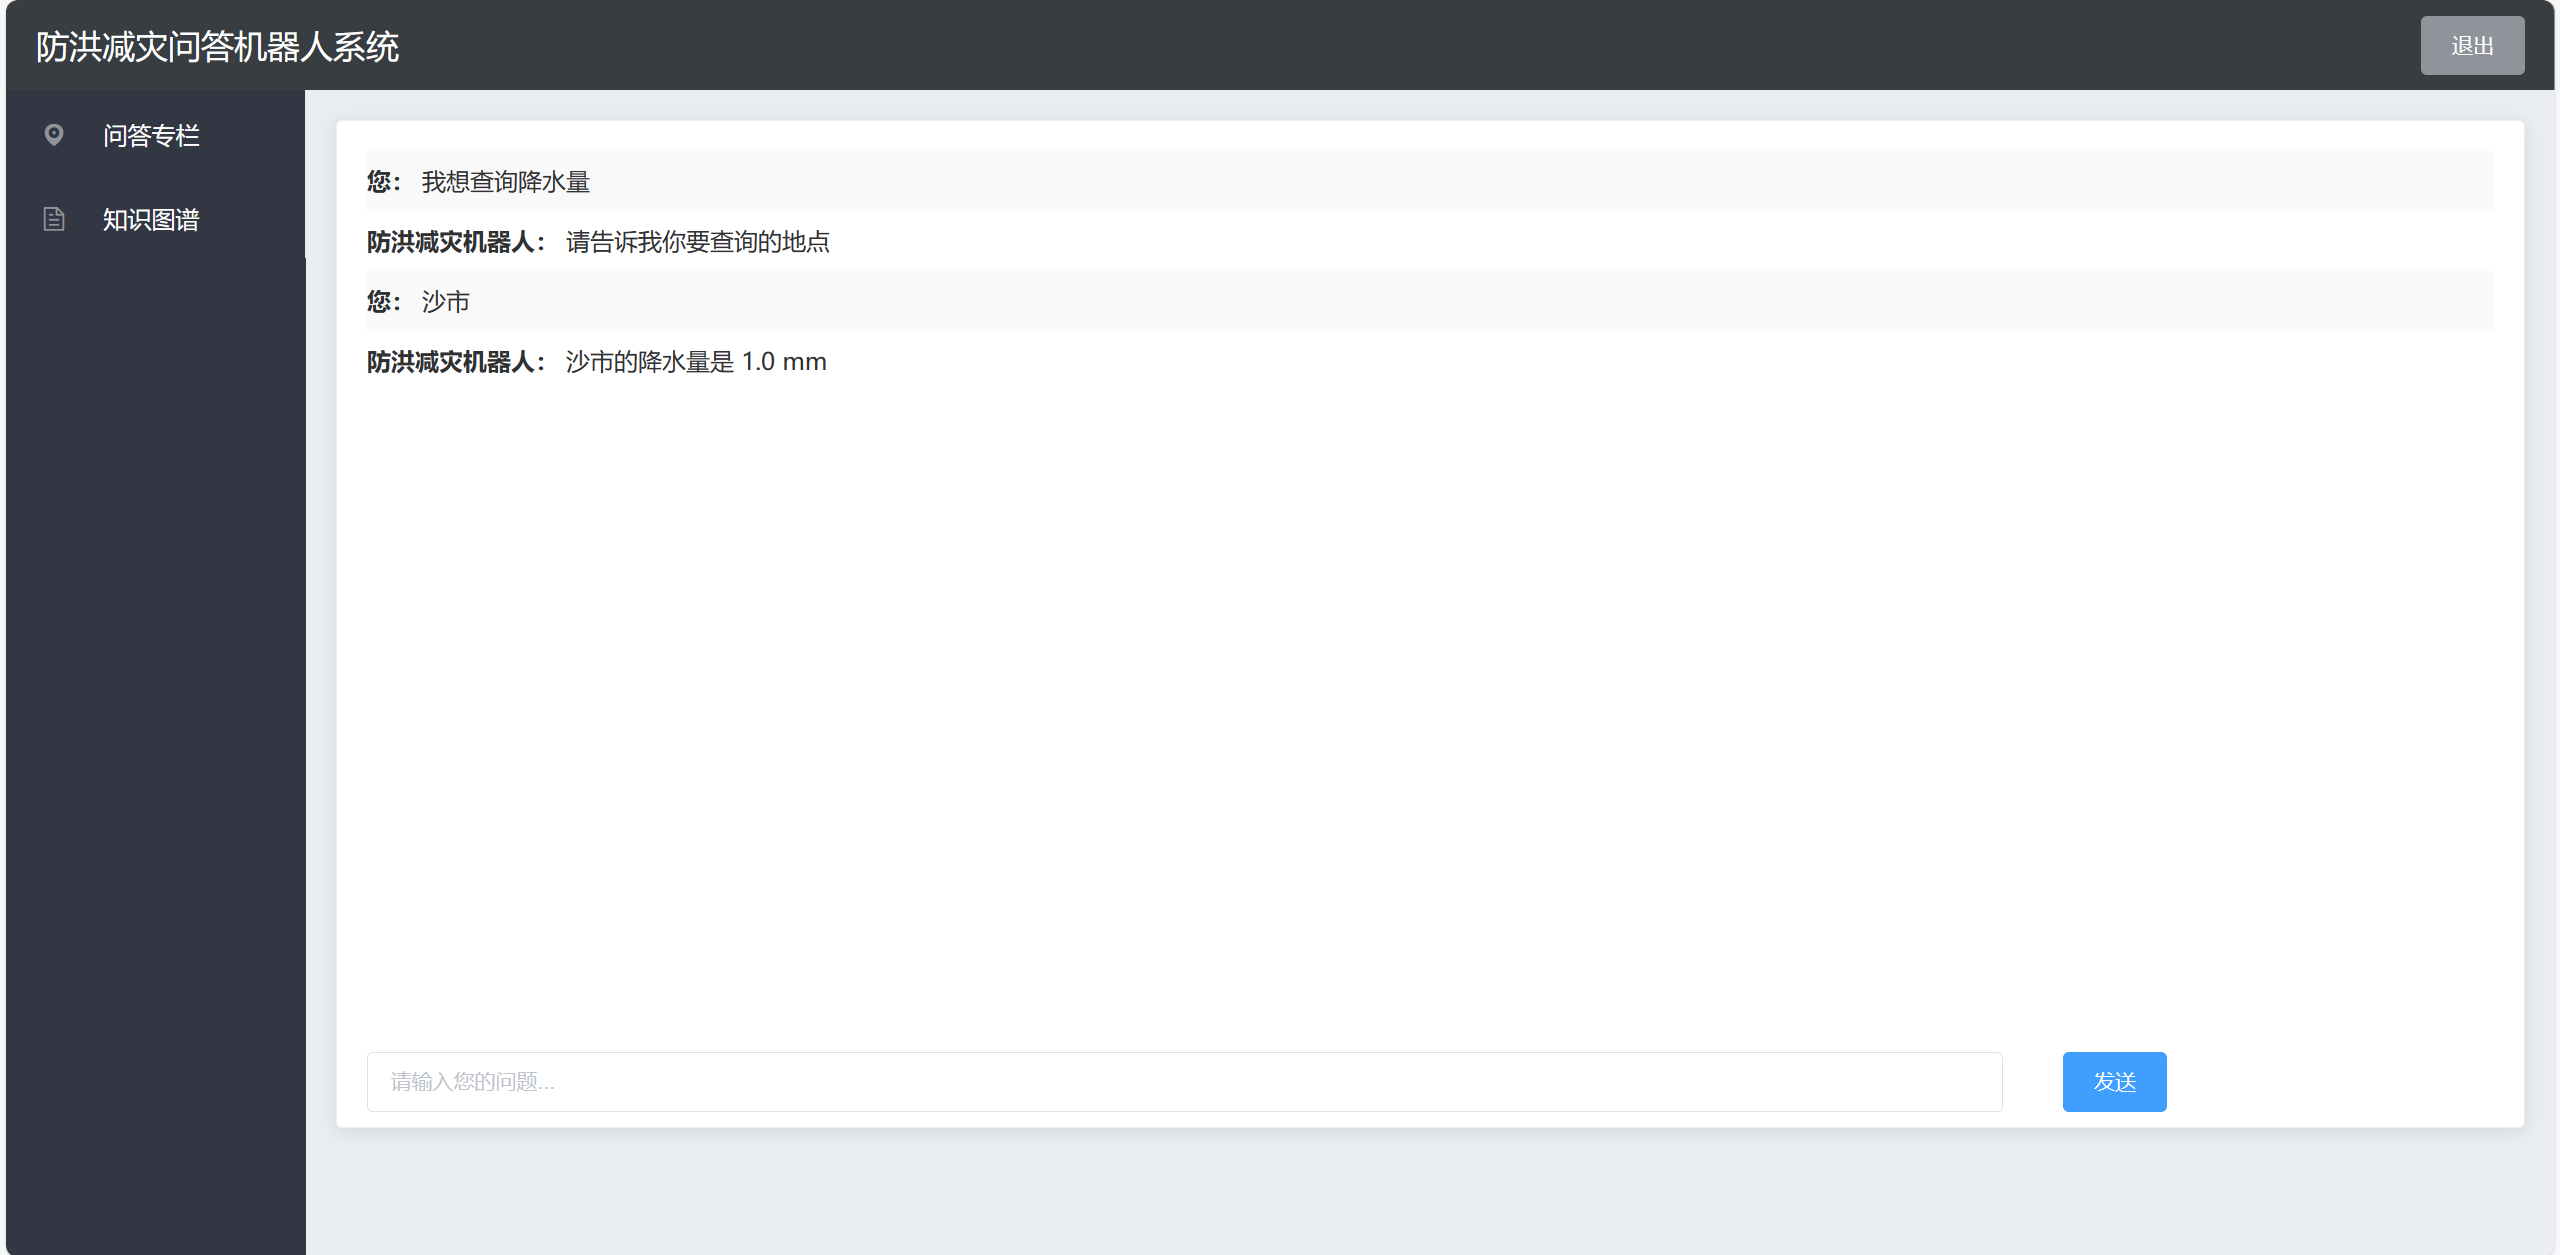 防洪减灾问答机器人系统
退出
问答专栏
知识图谱
您： 我想查询降水量
防洪减灾机器人： 请告诉我你要查询的地点
您： 沙市
防洪减灾机器人： 沙市的降水量是 1.0 mm
请输入您的问题...
发送